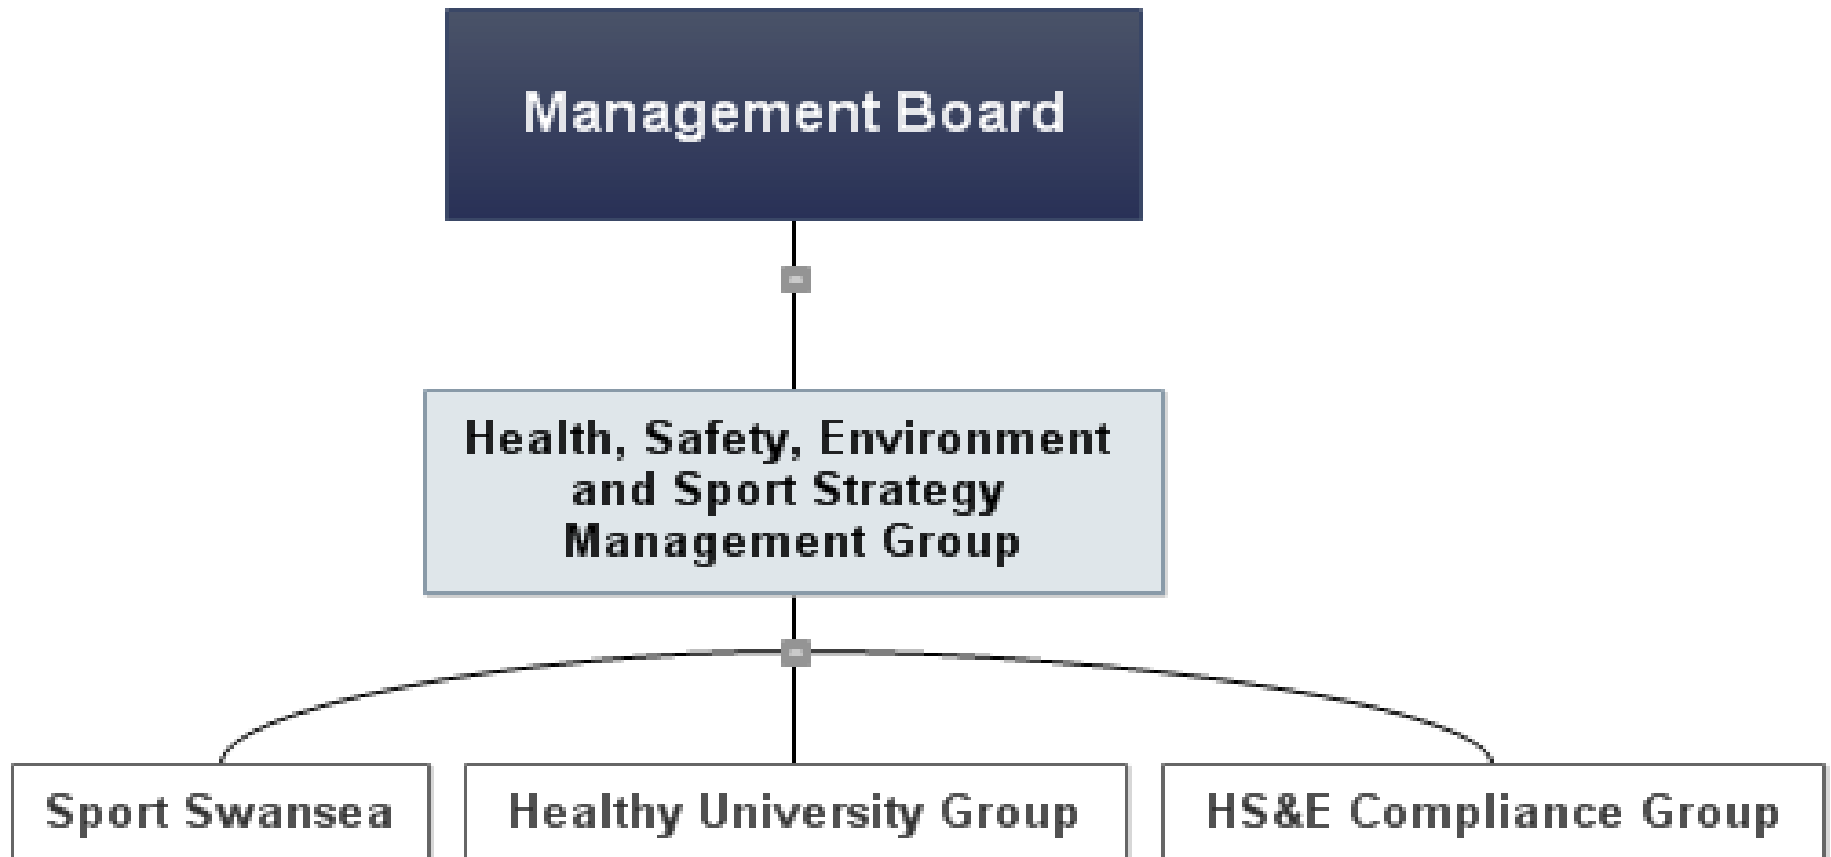 Management Board
Health, Safety, Environment
and Sport Strategy
Management Group
Sport Swansea
Healthy University Group
HS&E Compliance Group